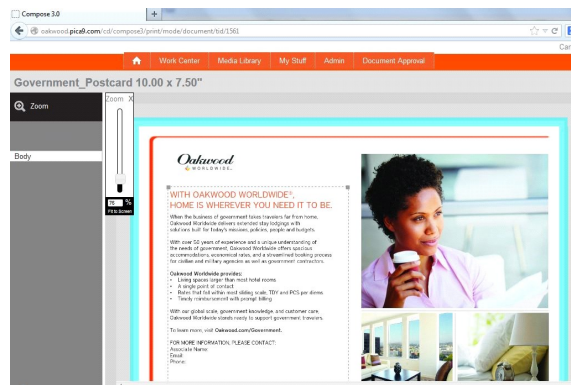 Compose 3.0
+
oakwood.pica9.com/cd/compose3/print/mode/document/tid/1561
Car
Work Center
Media Library
My Stuff
Admin
Document Approval
Government_Postcard 10.00 x 7.50"
Zoom
Zoom X
Body
75 %
Fit to Screen
Oakwood
WORLDWIDE.
WITH OAKWOOD WORLDWIDE®,
HOME IS WHEREVER YOU NEED IT TO BE.
When the business of government takes travelers far from home,
Oakwood Worldwide delivers extended stay lodgings with
solutions built for today's missions, policies, people and budgets.
With over 50 years of experience and a unique understanding of
the needs of government, Oakwood Worldwide offers spacious
accommodations, economical rates, and a streamlined booking process
for civilian and military agencies as well as government contractors.
Oakwood Worldwide provides:
• Living spaces larger than most hotel rooms
• A single point of contact
• Rates that fall within most sliding scale, TDY and PCS per diems
• Timely reimbursement with prompt billing
With our global scale, government knowledge, and customer care,
Oakwood Worldwide stands ready to support government travelers.
To learn more, visit Oakwood.com/Government.
FOR MORE INFORMATION, PLEASE CONTACT:
Associate Name:
Email:
Phone: